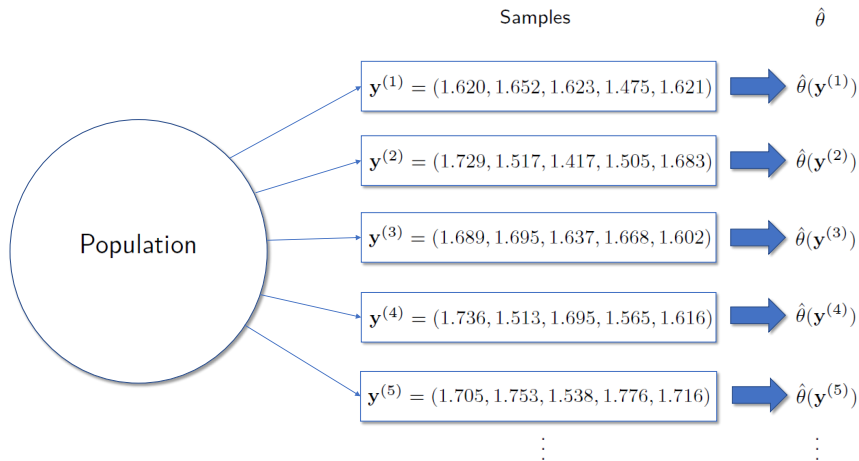 Samples θ̂
y⁽¹⁾ = (1.620, 1.652, 1.623, 1.475, 1.621) θ̂(y⁽¹⁾)
y⁽²⁾ = (1.729, 1.517, 1.417, 1.505, 1.683) θ̂(y⁽²⁾)
Population
y⁽³⁾ = (1.689, 1.695, 1.637, 1.668, 1.602) θ̂(y⁽³⁾)
y⁽⁴⁾ = (1.736, 1.513, 1.695, 1.565, 1.616) θ̂(y⁽⁴⁾)
y⁽⁵⁾ = (1.705, 1.753, 1.538, 1.776, 1.716) θ̂(y⁽⁵⁾)
⋮ ⋮